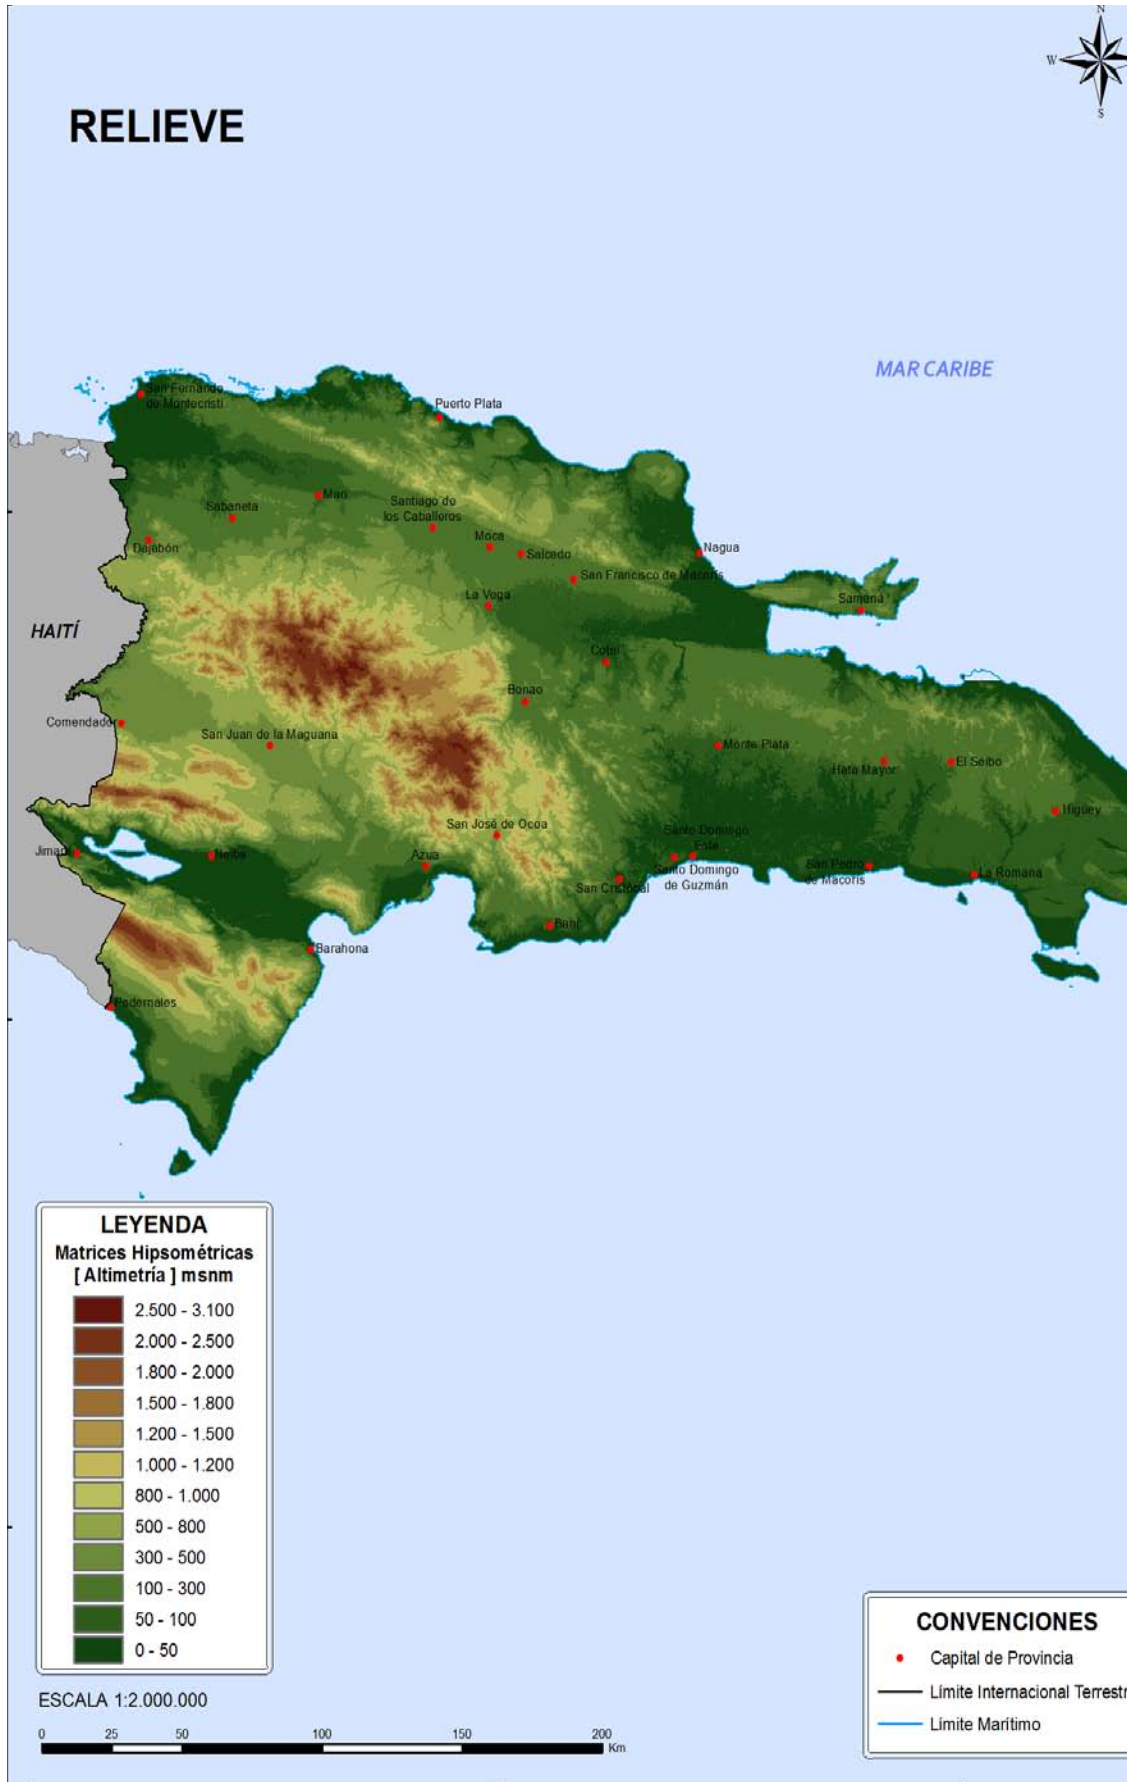 N
W
S
RELIEVE
MAR CARIBE
San Fernando
de Montecristi
Puerto Plata
Mao
Sabaneta
Santiago de
los Caballeros
Moca
Dajabón
Salcedo
Nagua
San Francisco de Macorís
La Vega
Samaná
HAITÍ
Cotuí
Bonao
Comendador
San Juan de la Maguana
Monte Plata
Hato Mayor
El Seibo
Higüey
San José de Ocoa
Santo Domingo
Este
Jimaní
Neiba
Azua
San Pedro
de Macorís
Santo Domingo
de Guzmán
La Romana
San Cristóbal
Baní
Barahona
Pedernales
LEYENDA
Matrices Hipsométricas
[ Altimetría ] msnm
2.500 - 3.100
2.000 - 2.500
1.800 - 2.000
1.500 - 1.800
1.200 - 1.500
1.000 - 1.200
800 - 1.000
500 - 800
300 - 500
100 - 300
50 - 100
0 - 50
ESCALA 1:2.000.000
0 25 50 100 150 200
Km
CONVENCIONES
Capital de Provincia
Límite Internacional Terestr
Límite Marítimo